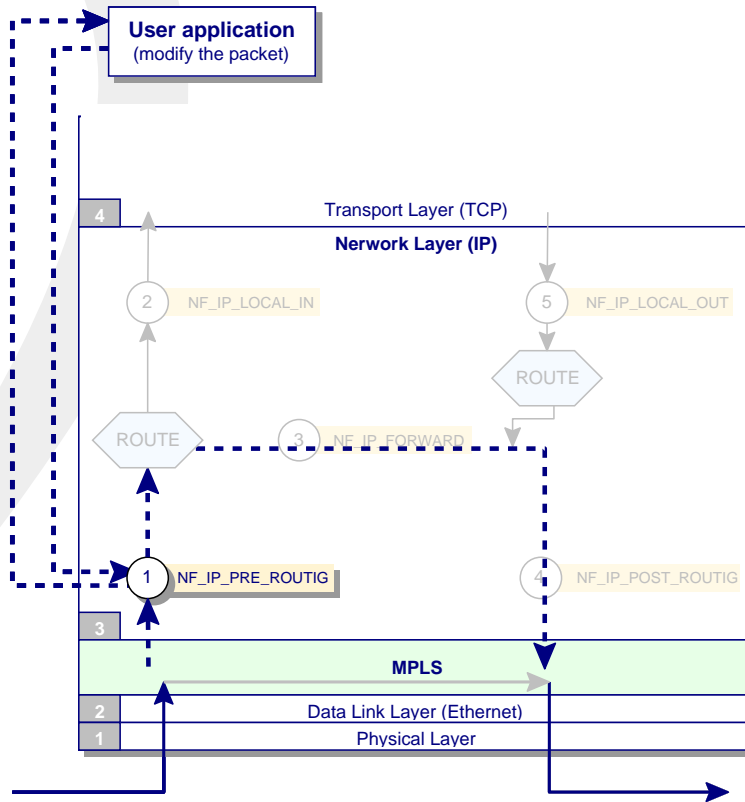 User application
(modify the packet)
4
Transport Layer (TCP)
Nerwork Layer (IP)
2
NF_IP_LOCAL_IN
5
NF_IP_LOCAL_OUT
ROUTE
ROUTE
3
NF_IP_FORWARD
1
NF_IP_PRE_ROUTIG
4
NF_IP_POST_ROUTIG
3
MPLS
2
Data Link Layer (Ethernet)
1
Physical Layer